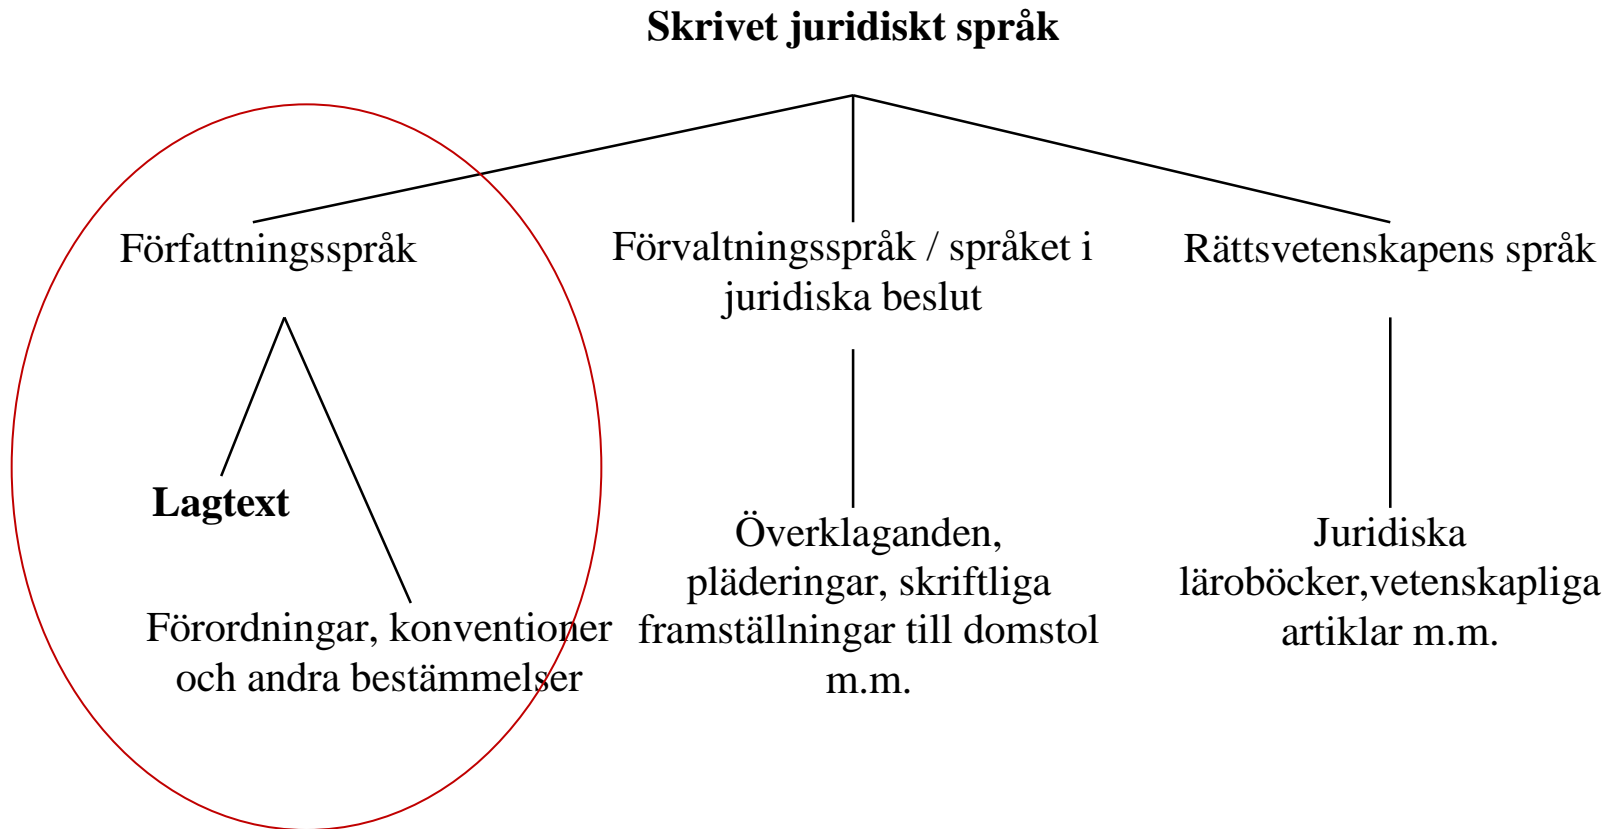 Skrivet juridiskt språk
Författningsspråk
Förvaltningsspråk / språket i
juridiska beslut
Rättsvetenskapens språk
Lagtext
Förordningar, konventioner
och andra bestämmelser
Överklaganden,
pläderingar, skriftliga
framställningar till domstol
m.m.
Juridiska
läroböcker,vetenskapliga
artiklar m.m.